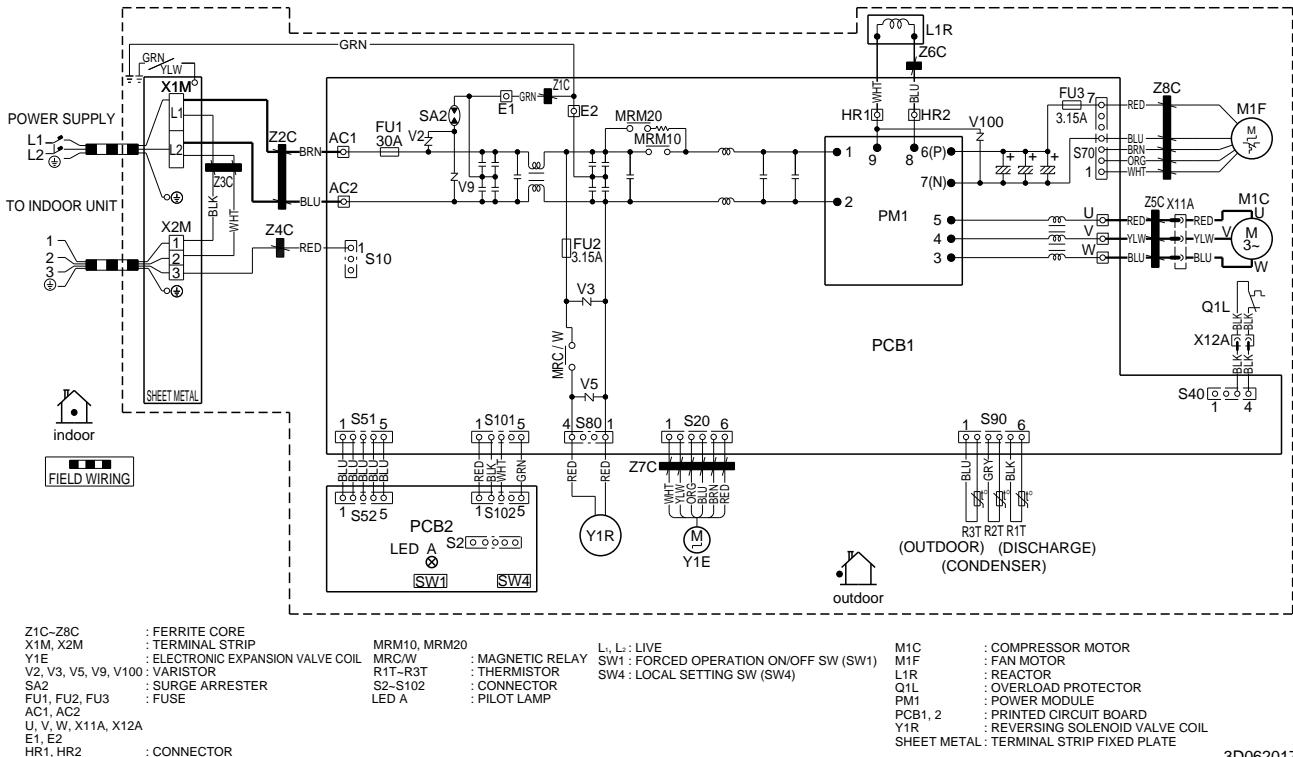 GRN
L1R
Z6C
GRN
YLW
X1M
L1
L2
POWER SUPPLY
L1
L2
Z2C
Z3C
BRN
BLU
AC1
AC2
FU1
30A
SA2
V2
V9
E1
GRN
Z1C
E2
MRM20
MRM10
WHT
BLU
HR1
HR2
V100
FU3
3.15A
7
S70
1
RED
BLU
BRN
ORG
WHT
Z8C
M1F
M
1
2
9
8
6(P)
7(N)
5
4
3
PM1
U
V
W
RED
YLW
BLU
Z5C
X11A
RED
YLW
BLU
M1C
U
V
W
M
3~
TO INDOOR UNIT
1
2
3
X2M
1
2
3
BLK
WHT
Z4C
RED
1
S10
FU2
3.15A
V3
MRC / W
V5
PCB1
Q1L
BLK
BLK
X12A
BLK
BLK
S40
1
4
SHEET METAL
indoor
FIELD WIRING
1 S51 5
1 S101 5
4 S80 1
1 S20 6
1 S90 6
BLU
BLU
BLU
BLU
BLU
RED
BLK
WHT
GRN
RED
RED
Z7C
WHT
YLW
ORG
BLU
BRN
RED
BLU
GRY
BLK
1 S52 5
1 S102 5
PCB2
S2
LED A
SW1
SW4
Y1R
M
Y1E
t°
t°
t°
R3T R2T R1T
(OUTDOOR) (DISCHARGE)
(CONDENSER)
outdoor
Z1C~Z8C : FERRITE CORE
X1M, X2M : TERMINAL STRIP
Y1E : ELECTRONIC EXPANSION VALVE COIL
V2, V3, V5, V9, V100 : VARISTOR
SA2 : SURGE ARRESTER
FU1, FU2, FU3 : FUSE
AC1, AC2
U, V, W, X11A, X12A
E1, E2
HR1, HR2 : CONNECTOR
MRM10, MRM20
MRC/W : MAGNETIC RELAY
R1T~R3T : THERMISTOR
S2~S102 : CONNECTOR
LED A : PILOT LAMP
L₁, L₂ : LIVE
SW1 : FORCED OPERATION ON/OFF SW (SW1)
SW4 : LOCAL SETTING SW (SW4)
M1C : COMPRESSOR MOTOR
M1F : FAN MOTOR
L1R : REACTOR
Q1L : OVERLOAD PROTECTOR
PM1 : POWER MODULE
PCB1, 2 : PRINTED CIRCUIT BOARD
Y1R : REVERSING SOLENOID VALVE COIL
SHEET METAL : TERMINAL STRIP FIXED PLATE
3D062017